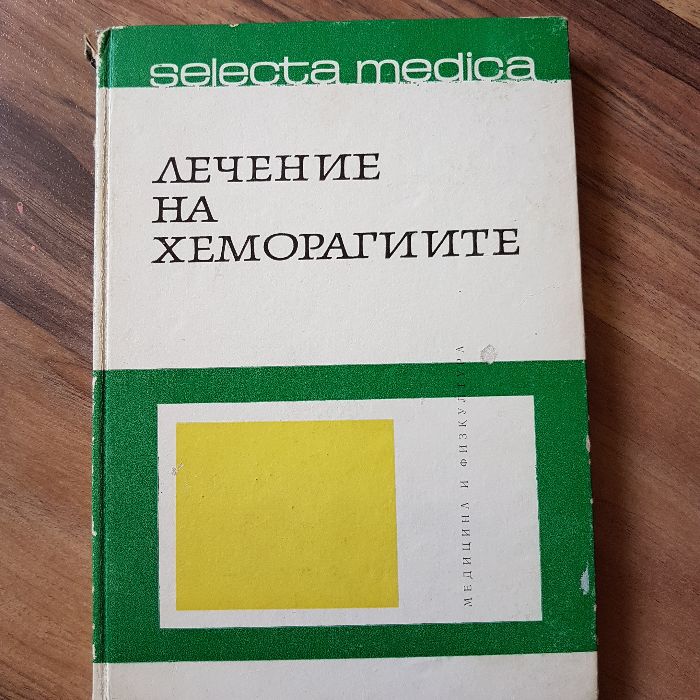 selecta medica
ЛЕЧЕНИЕ
НА
ХЕМОРАГИИТЕ
МЕДИЦИНА И ФИЗКУЛТУРА